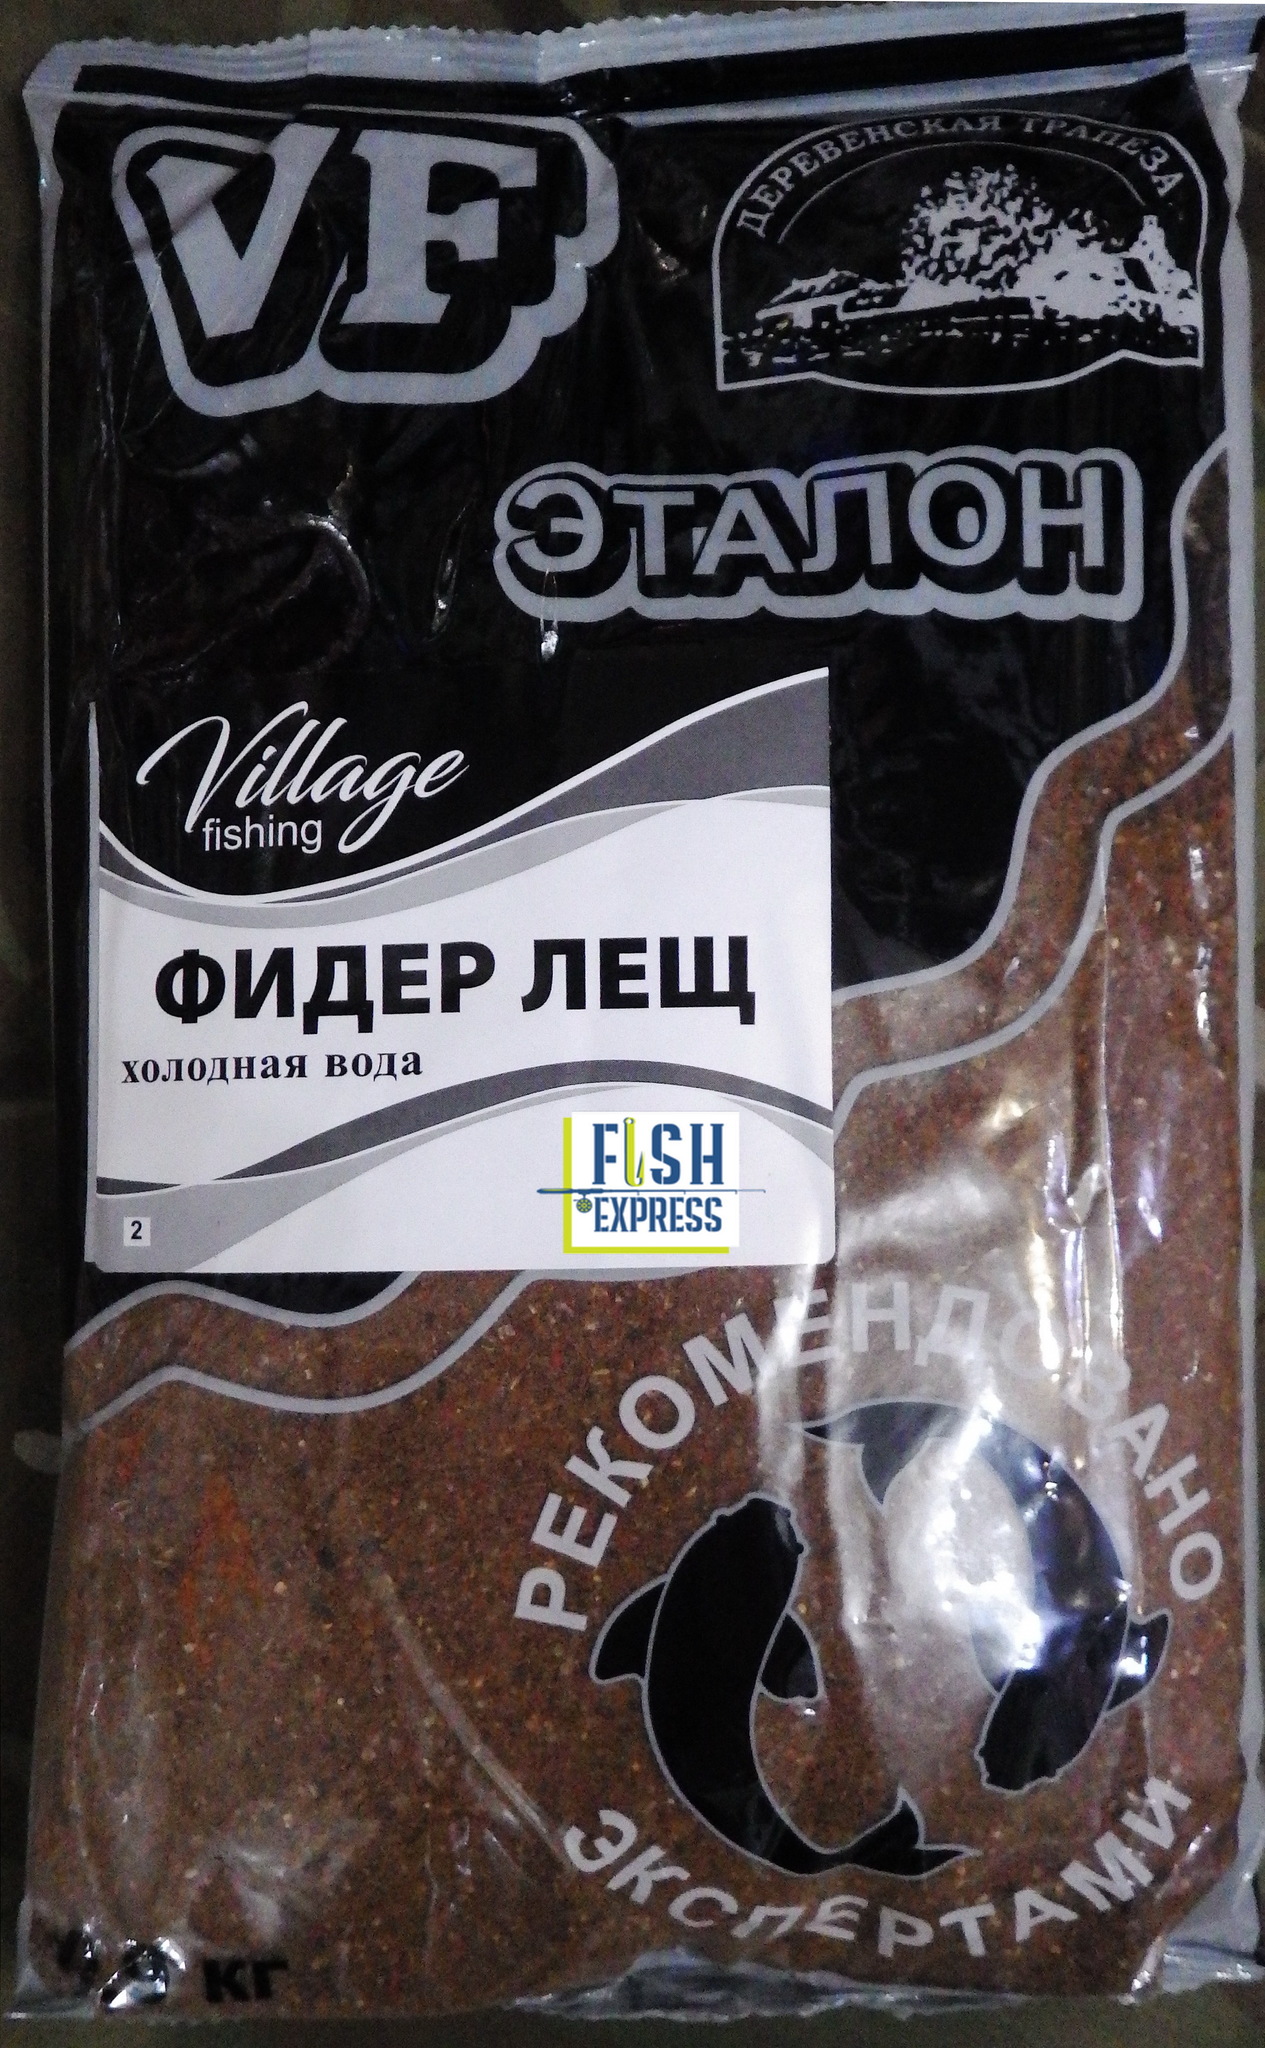 VF
ДЕРЕВЕНСКАЯ ТРАПЕЗА
ЭТАЛОН
Village
fishing
ФИДЕР ЛЕЩ
холодная вода
FISH
EXPRESS
2
РЕКОМЕНДОВАНО
ЭКСПЕРТАМИ
кг